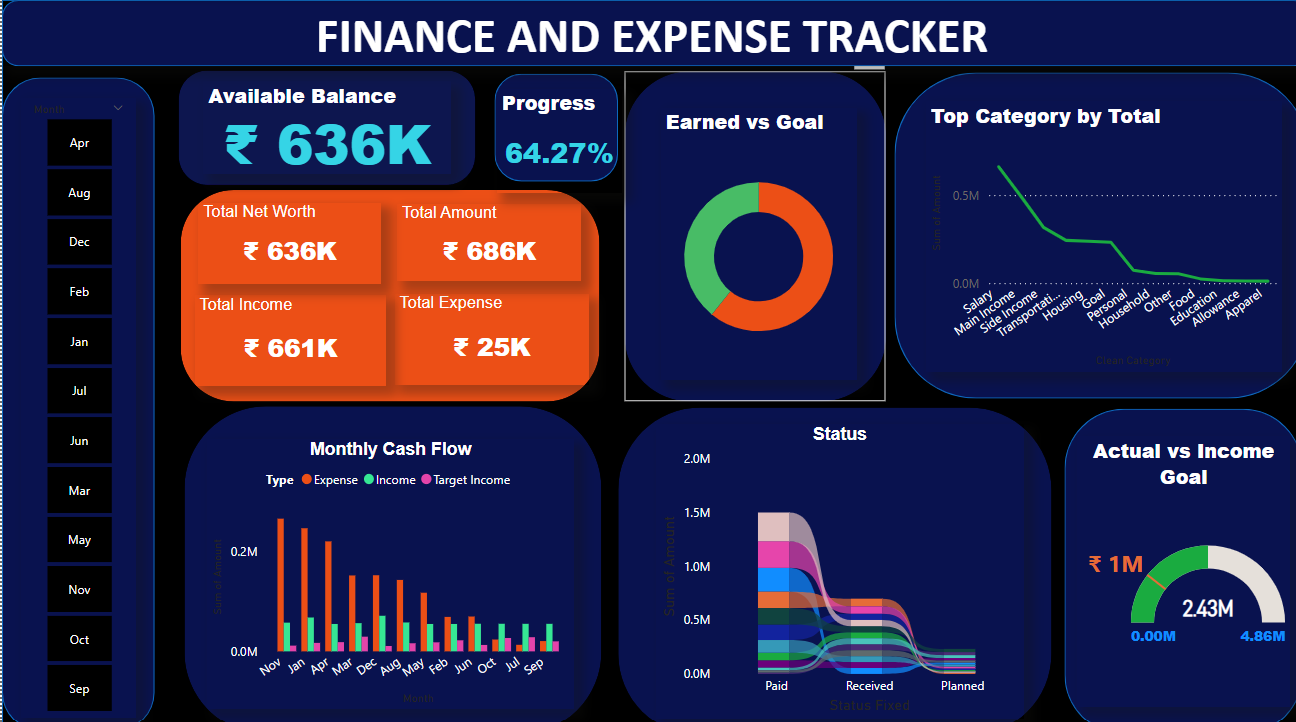 FINANCE AND EXPENSE TRACKER
Month
Apr
Aug
Dec
Feb
Jan
Jul
Jun
Mar
May
Nov
Oct
Sep
Available Balance
₹ 636K
Progress
64.27%
Total Net Worth
₹ 636K
Total Amount
₹ 686K
Total Income
₹ 661K
Total Expense
₹ 25K
Earned vs Goal
Top Category by Total
Sum of Amount
0.5M
0.0M
Salary
Main Income
Side Income
Transportati...
Housing
Goal
Personal
Household
Other
Food
Education
Allowance
Apparel
Clean Category
Monthly Cash Flow
Type Expense Income Target Income
Sum of Amount
0.2M
0.0M
Nov
Jan
Apr
Mar
Dec
Aug
May
Feb
Jun
Oct
Jul
Sep
Month
Status
Sum of Amount
2.0M
1.5M
1.0M
0.5M
0.0M
Paid
Received
Planned
Status Fixed
Actual vs Income
Goal
₹ 1M
2.43M
0.00M
4.86M